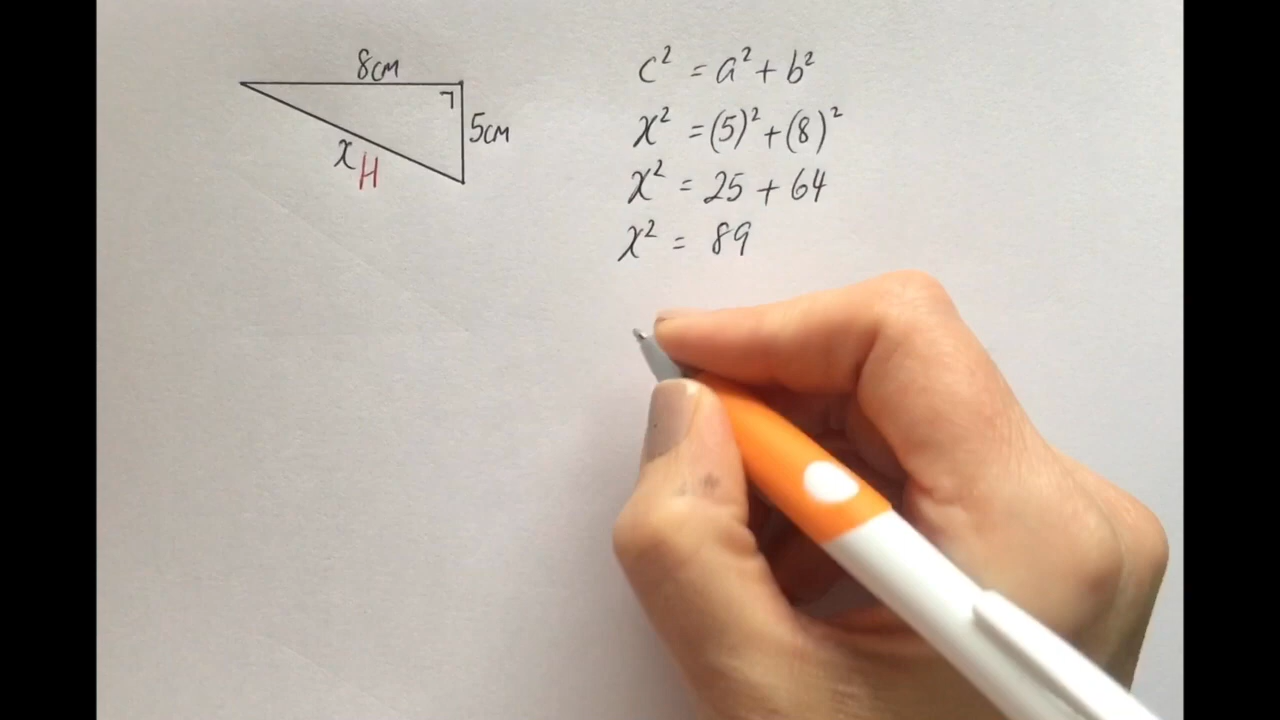 8cm
5cm
x
H
c² = a² + b²
x² = (5)² + (8)²
x² = 25 + 64
x² = 89